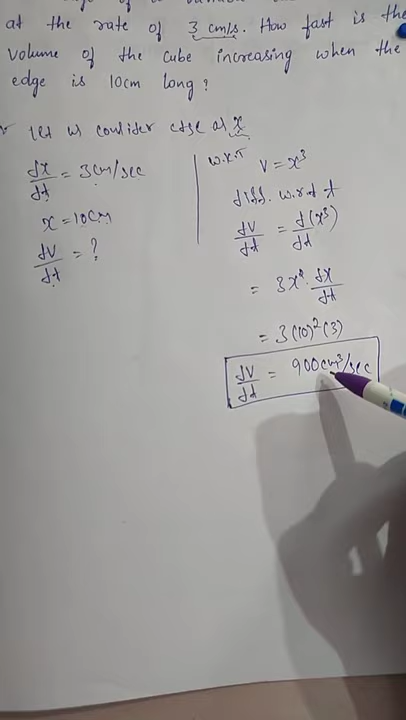 at the rate of 3 cm/s. How fast is the
volume of the cube increasing when the
edge is 10cm long?
Let us consider edge as x
dx/dt = 3cm/sec
x = 10cm
dV/dt = ?
w.k.t V = x³
diff. w.r.t t
dV/dt = d(x³)/dt
= 3x² . dx/dt
= 3(10)²(3)
dV/dt = 900cm³/sec